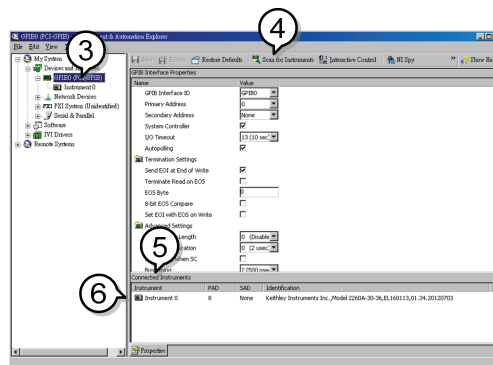 GPIB0 (PCI-GPIB) & Automation Explorer
File Edit View
4
3
My System
Devices and
GPIB0 (PCI-GPIB)
Instrument 0
Network Devices
PXI PXI System (Unidentified)
Serial & Parallel
Software
IVI Drivers
Remote Systems
Save Revert Restore Defaults Scan for Instruments Interactive Control NI Spy » Show He
GPIB Interface Properties
Name Value
GPIB Interface ID GPIB0
Primary Address 0
Secondary Address None
System Controller
I/O Timeout 13 (10 sec)
Autopolling
Termination Settings
Send EOI at End of Write
Terminate Read on EOS
EOS Byte 0
8-bit EOS Compare
Set EOI with EOS on Write
Advanced Settings
Length 0 (Disable
0 (2 usec)
when SC
2 (500 nsec
5
Connected Instruments
6
Instrument PAD SAD Identification
Instrument 0 8 None Keithley Instruments Inc.,Model 2260A-30-36,EL160113,01.34.20120703
Properties